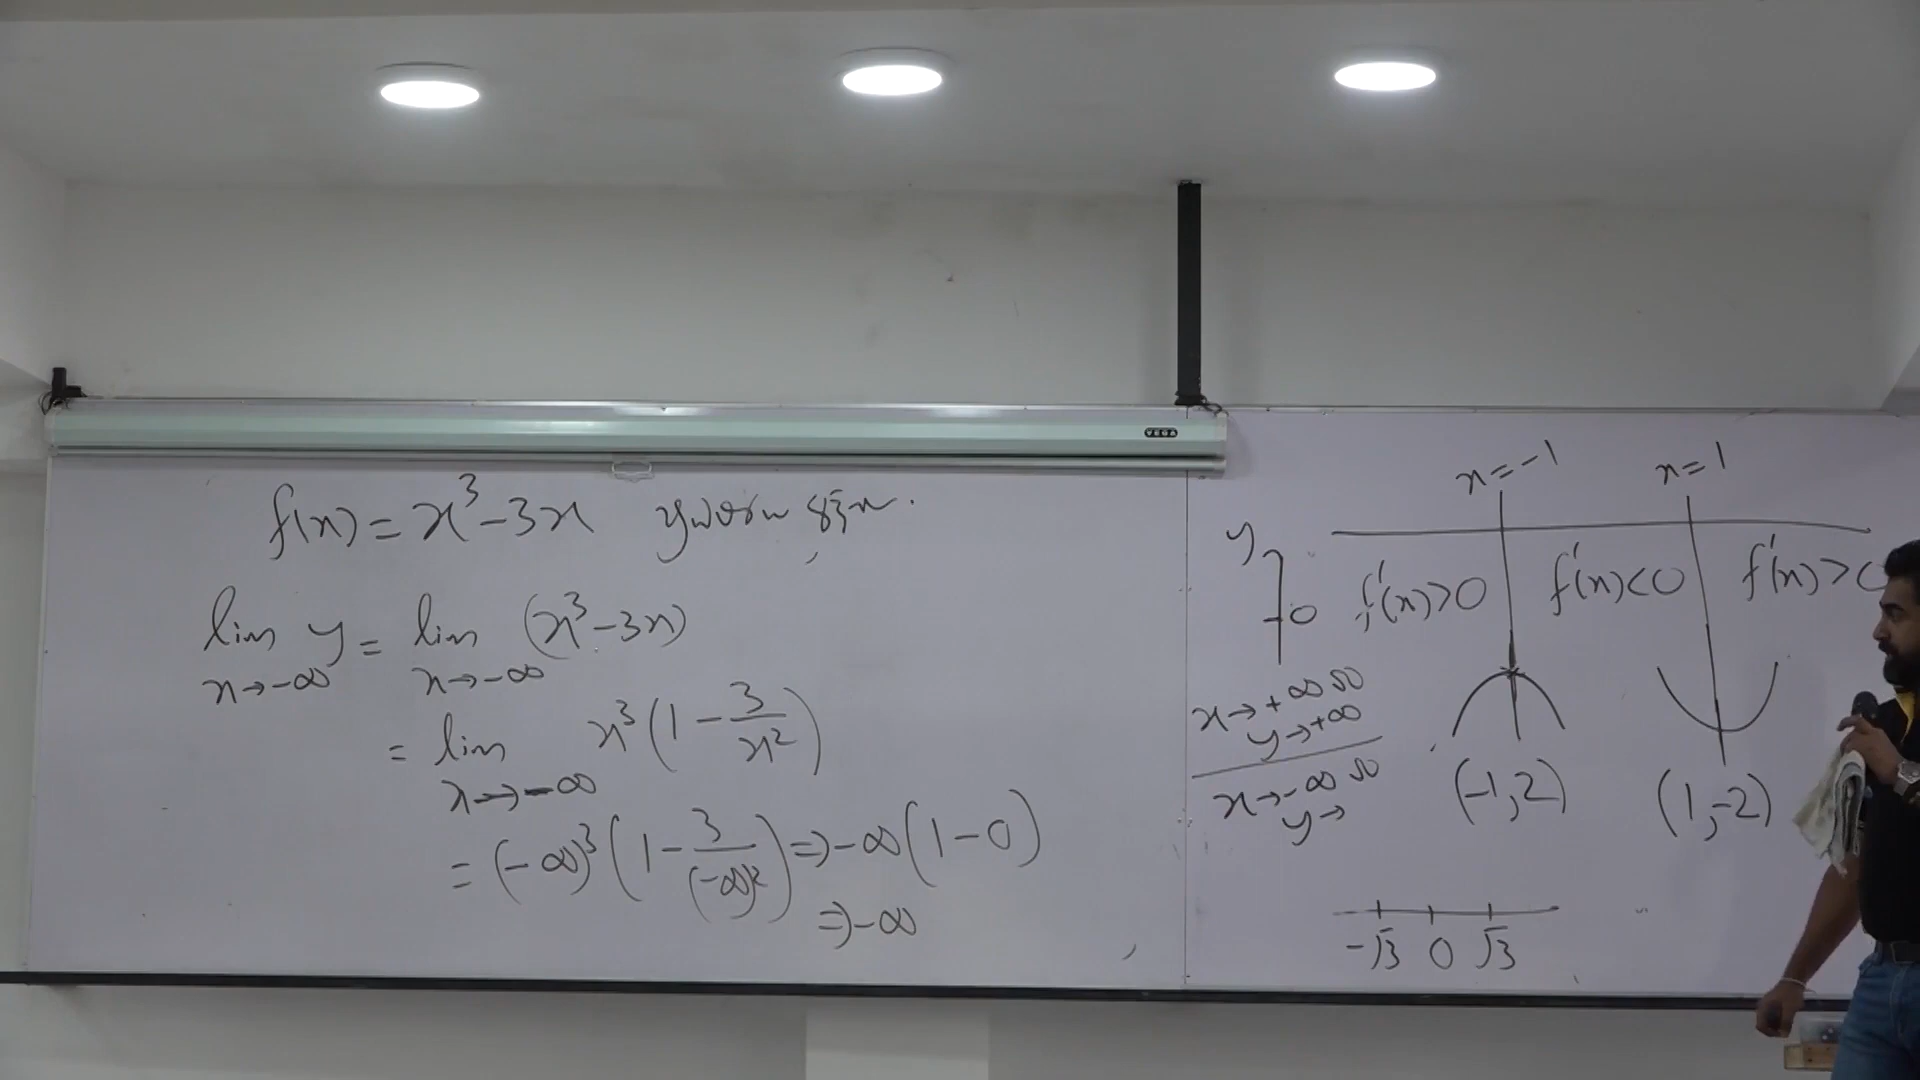 VEGA
f(x) = x³ - 3x
lim x→-∞ y = lim x→-∞ (x³ - 3x)
= lim x→-∞ x³ (1 - 3/x²)
= (-∞)³ (1 - 3/(-∞)²) ⇒ -∞ (1 - 0)
⇒ -∞
x = -1 x = 1
y
0 f'(x) > 0 f'(x) < 0 f'(x) >
x → +∞
y → +∞
x → -∞
y →
(-1, 2) (1, -2)
-√3 0 √3